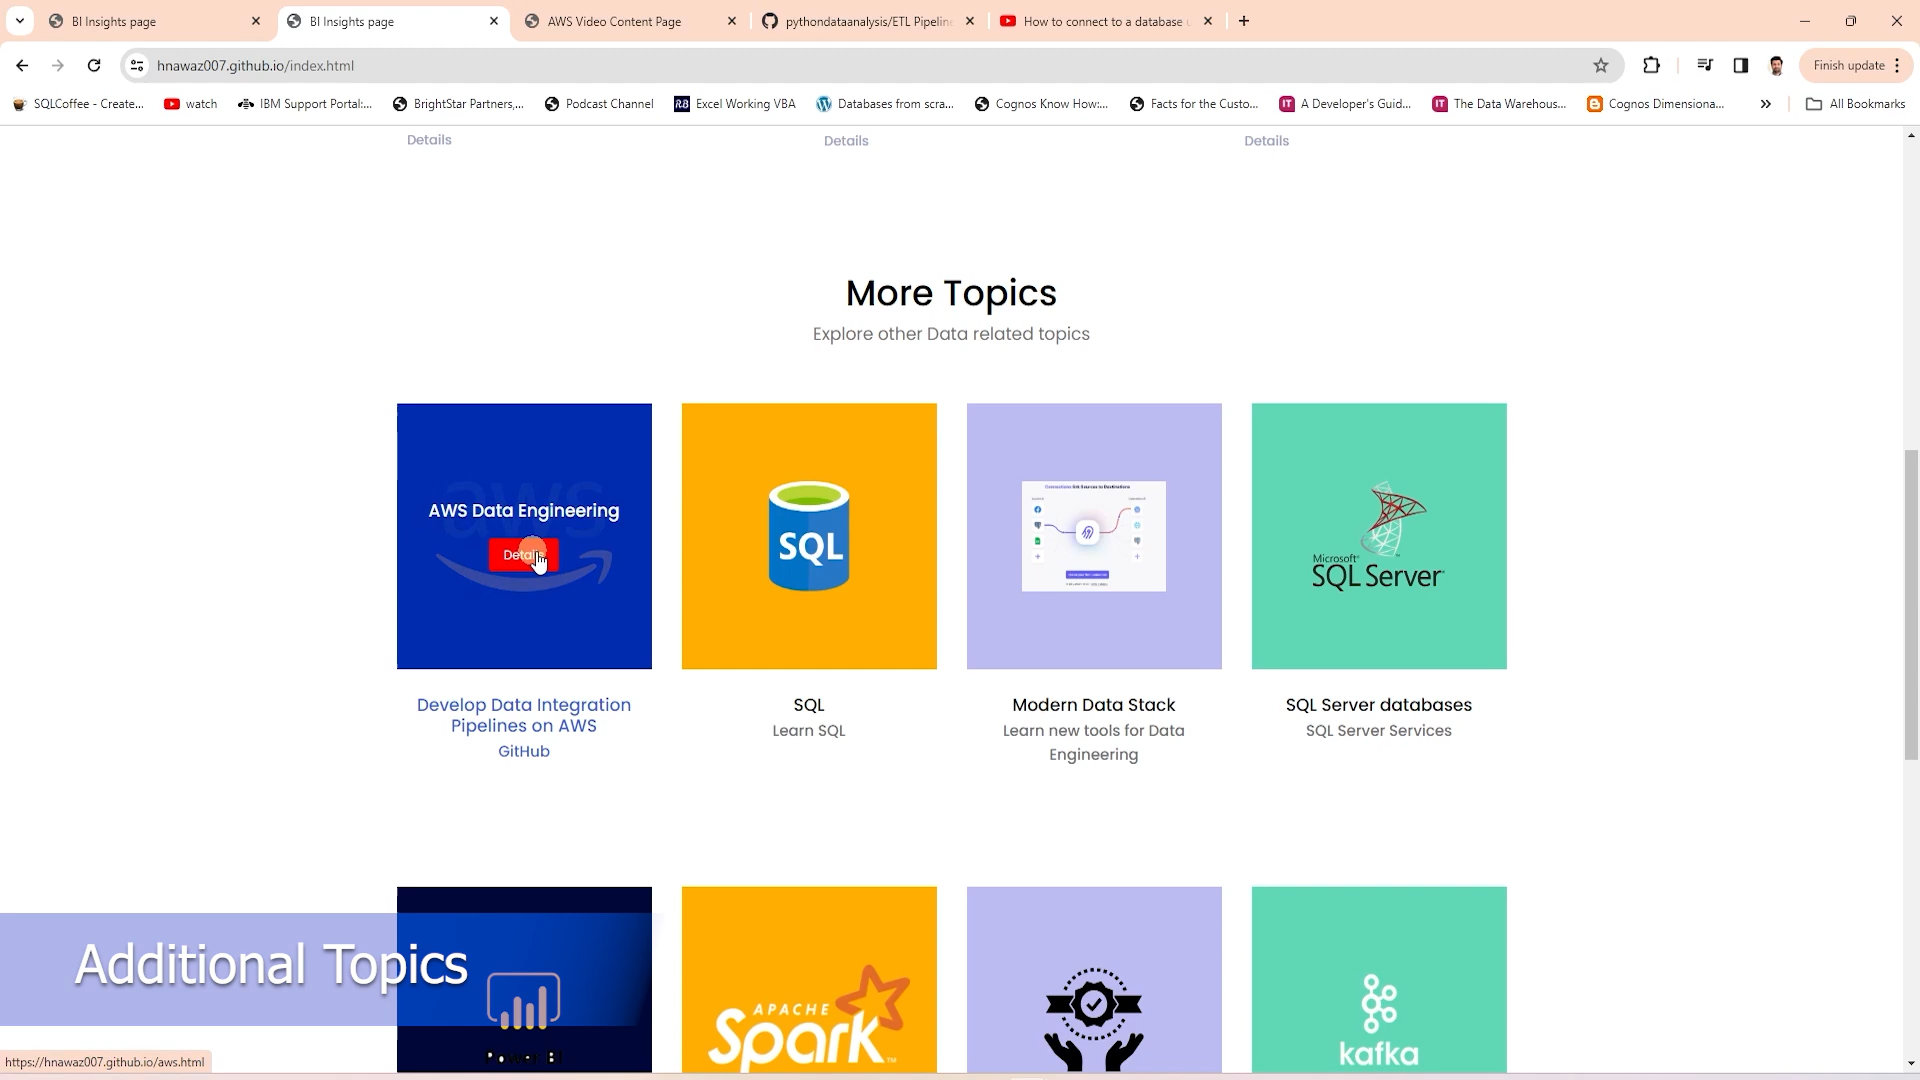 BI Insights page
BI Insights page
AWS Video Content Page
pythondataanalysis/ETL Pipeline
How to connect to a database u
hnawaz007.github.io/index.html
Finish update
SQLCoffee - Create...
watch
IBM Support Portal:...
BrightStar Partners,...
Podcast Channel
Excel Working VBA
Databases from scra...
Cognos Know How:...
Facts for the Custo...
A Developer's Guid...
The Data Warehous...
Cognos Dimensiona...
All Bookmarks
Details
Details
Details
More Topics
Explore other Data related topics
aws
AWS Data Engineering
Details
SQL
Microsoft
SQL Server
Develop Data Integration
Pipelines on AWS
GitHub
SQL
Learn SQL
Modern Data Stack
Learn new tools for Data
Engineering
SQL Server databases
SQL Server Services
Additional Topics
APACHE
Spark
kafka
https://hnawaz007.github.io/aws.html